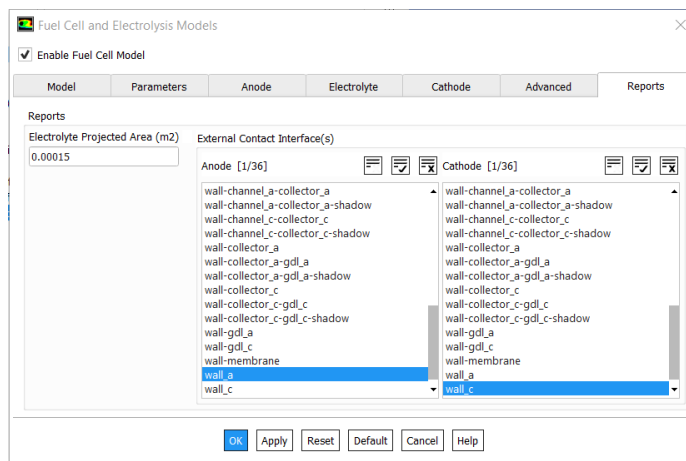 Fuel Cell and Electrolysis Models
Enable Fuel Cell Model
Model Parameters Anode Electrolyte Cathode Advanced Reports
Reports
Electrolyte Projected Area (m2)
0.00015
External Contact Interface(s)
Anode [1/36]
wall-channel_a-collector_a
wall-channel_a-collector_a-shadow
wall-channel_c-collector_c
wall-channel_c-collector_c-shadow
wall-collector_a
wall-collector_a-gdl_a
wall-collector_a-gdl_a-shadow
wall-collector_c
wall-collector_c-gdl_c
wall-collector_c-gdl_c-shadow
wall-gdl_a
wall-gdl_c
wall-membrane
wall_a
wall_c
Cathode [1/36]
wall-channel_a-collector_a
wall-channel_a-collector_a-shadow
wall-channel_c-collector_c
wall-channel_c-collector_c-shadow
wall-collector_a
wall-collector_a-gdl_a
wall-collector_a-gdl_a-shadow
wall-collector_c
wall-collector_c-gdl_c
wall-collector_c-gdl_c-shadow
wall-gdl_a
wall-gdl_c
wall-membrane
wall_a
wall_c
OK Apply Reset Default Cancel Help